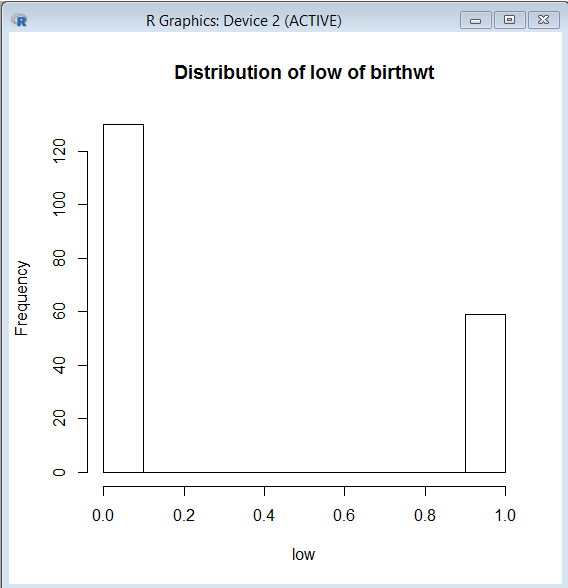 R Graphics: Device 2 (ACTIVE)
Distribution of low of birthwt
Frequency
120
100
80
60
40
20
0
0.0 0.2 0.4 0.6 0.8 1.0
low